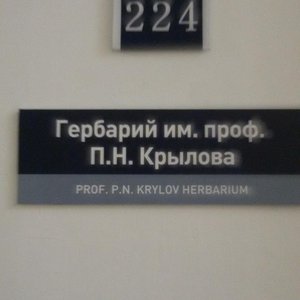 224
Гербарий им. проф.
П.Н. Крылова
PROF. P.N. KRYLOV HERBARIUM